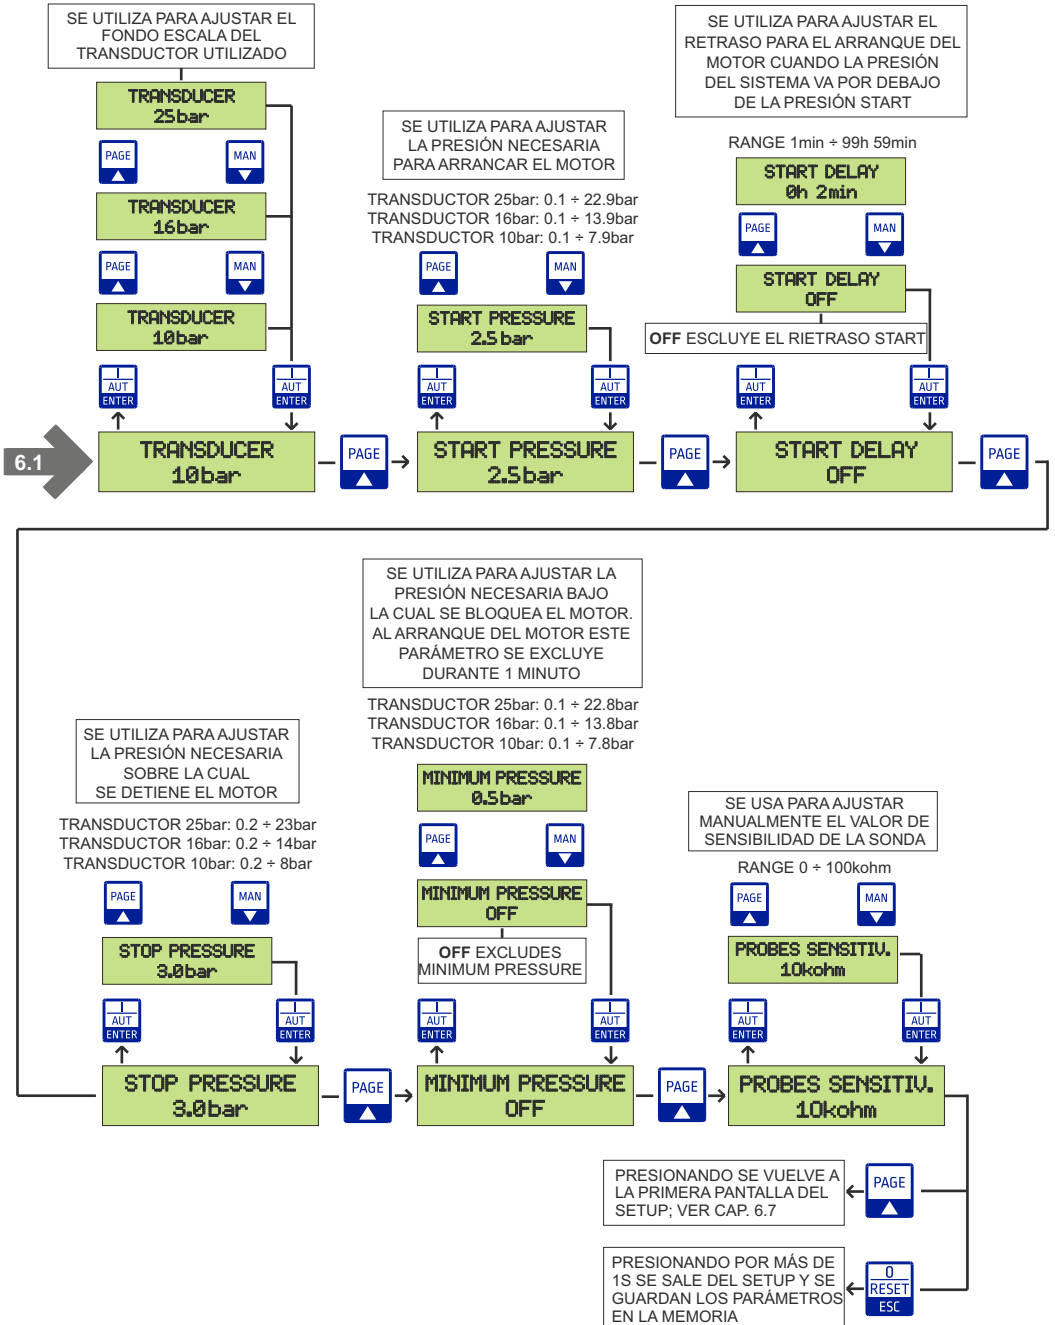 SE UTILIZA PARA AJUSTAR EL
FONDO ESCALA DEL
TRANSDUCTOR UTILIZADO
TRANSDUCER
25bar
PAGE
MAN
TRANSDUCER
16bar
PAGE
MAN
TRANSDUCER
10bar
I
AUT
ENTER
I
AUT
ENTER
6.1
TRANSDUCER
10bar
PAGE
SE UTILIZA PARA AJUSTAR
LA PRESIÓN NECESARIA
PARA ARRANCAR EL MOTOR
TRANSDUCTOR 25bar: 0.1 ÷ 22.9bar
TRANSDUCTOR 16bar: 0.1 ÷ 13.9bar
TRANSDUCTOR 10bar: 0.1 ÷ 7.9bar
PAGE
MAN
START PRESSURE
2.5bar
I
AUT
ENTER
I
AUT
ENTER
START PRESSURE
2.5bar
PAGE
SE UTILIZA PARA AJUSTAR EL
RETRASO PARA EL ARRANQUE DEL
MOTOR CUANDO LA PRESIÓN
DEL SISTEMA VA POR DEBAJO
DE LA PRESIÓN START
RANGE 1min ÷ 99h 59min
START DELAY
0h 2min
PAGE
MAN
START DELAY
OFF
OFF ESCLUYE EL RIETRASO START
I
AUT
ENTER
I
AUT
ENTER
START DELAY
OFF
PAGE
SE UTILIZA PARA AJUSTAR
LA PRESIÓN NECESARIA
SOBRE LA CUAL
SE DETIENE EL MOTOR
TRANSDUCTOR 25bar: 0.2 ÷ 23bar
TRANSDUCTOR 16bar: 0.2 ÷ 14bar
TRANSDUCTOR 10bar: 0.2 ÷ 8bar
PAGE
MAN
STOP PRESSURE
3.0bar
I
AUT
ENTER
I
AUT
ENTER
STOP PRESSURE
3.0bar
PAGE
SE UTILIZA PARA AJUSTAR LA
PRESIÓN NECESARIA BAJO
LA CUAL SE BLOQUEA EL MOTOR.
AL ARRANQUE DEL MOTOR ESTE
PARÁMETRO SE EXCLUYE
DURANTE 1 MINUTO
TRANSDUCTOR 25bar: 0.1 ÷ 22.8bar
TRANSDUCTOR 16bar: 0.1 ÷ 13.8bar
TRANSDUCTOR 10bar: 0.1 ÷ 7.8bar
MINIMUM PRESSURE
0.5bar
PAGE
MAN
MINIMUM PRESSURE
OFF
OFF EXCLUDES
MINIMUM PRESSURE
I
AUT
ENTER
I
AUT
ENTER
MINIMUM PRESSURE
OFF
PAGE
SE USA PARA AJUSTAR
MANUALMENTE EL VALOR DE
SENSIBILIDAD DE LA SONDA
RANGE 0 ÷ 100kohm
PAGE
MAN
PROBES SENSITIV.
10kohm
I
AUT
ENTER
I
AUT
ENTER
PROBES SENSITIV.
10kohm
PRESIONANDO SE VUELVE A
LA PRIMERA PANTALLA DEL
SETUP; VER CAP. 6.7
PAGE
PRESIONANDO POR MÁS DE
1S SE SALE DEL SETUP Y SE
GUARDAN LOS PARÁMETROS
EN LA MEMORIA
0
RESET
ESC